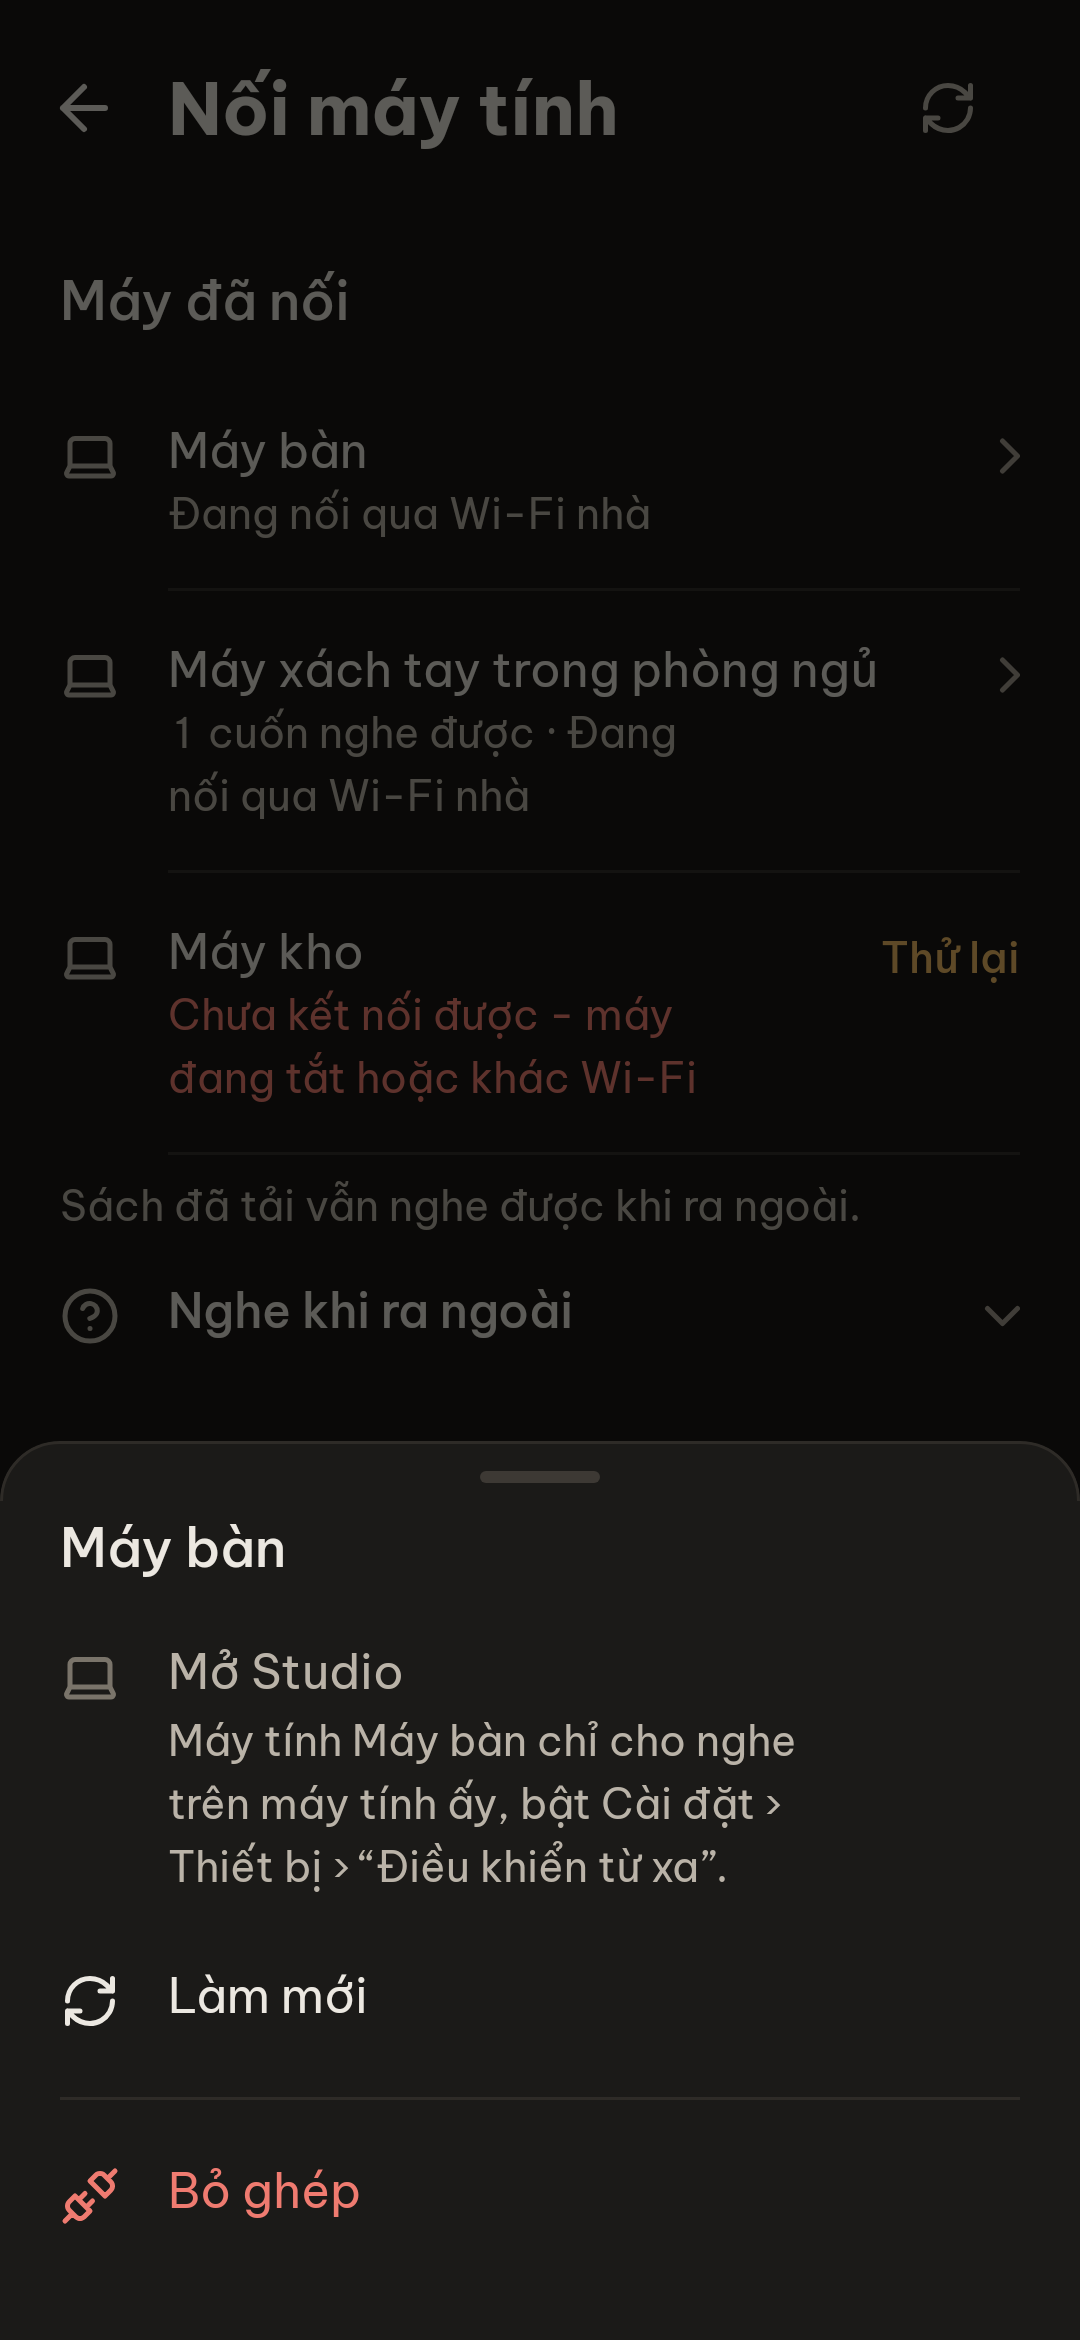 Nối máy tính
Máy đã nối
Máy bàn
Đang nối qua Wi-Fi nhà
Máy xách tay trong phòng ngủ
1 cuốn nghe được · Đang
nối qua Wi-Fi nhà
Máy kho
Thử lại
Chưa kết nối được - máy
đang tắt hoặc khác Wi-Fi
Sách đã tải vẫn nghe được khi ra ngoài.
Nghe khi ra ngoài
Máy bàn
Mở Studio
Máy tính Máy bàn chỉ cho nghe
trên máy tính ấy, bật Cài đặt >
Thiết bị > “Điều khiển từ xa”.
Làm mới
Bỏ ghép